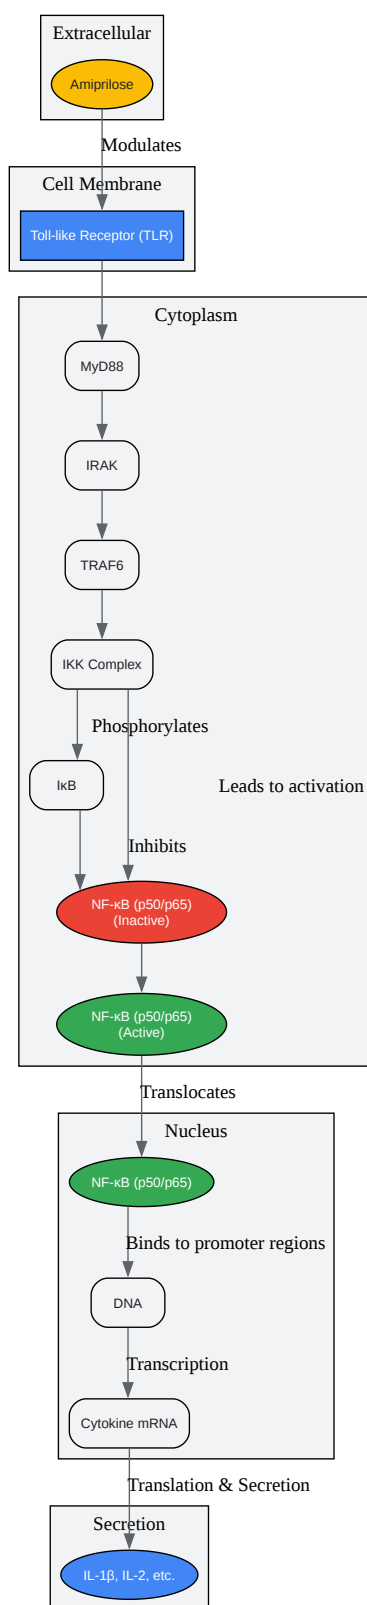 Extracellular
Amiprilose
Modulates
Cell Membrane
Toll-like Receptor (TLR)
Cytoplasm
MyD88
IRAK
TRAF6
IKK Complex
Phosphorylates
IκB
Leads to activation
Inhibits
NF-κB (p50/p65)
(Inactive)
NF-κB (p50/p65)
(Active)
Translocates
Nucleus
NF-κB (p50/p65)
Binds to promoter regions
DNA
Transcription
Cytokine mRNA
Translation & Secretion
Secretion
IL-1β, IL-2, etc.